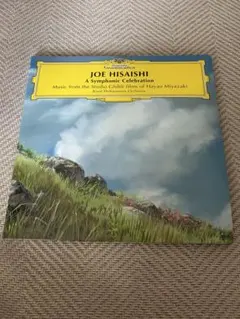 JOE HISAISHI
A Symphonic Celebration
Music from the Studio Ghibli films of Hayao Miyazaki
Royal Philharmonic Orchestra